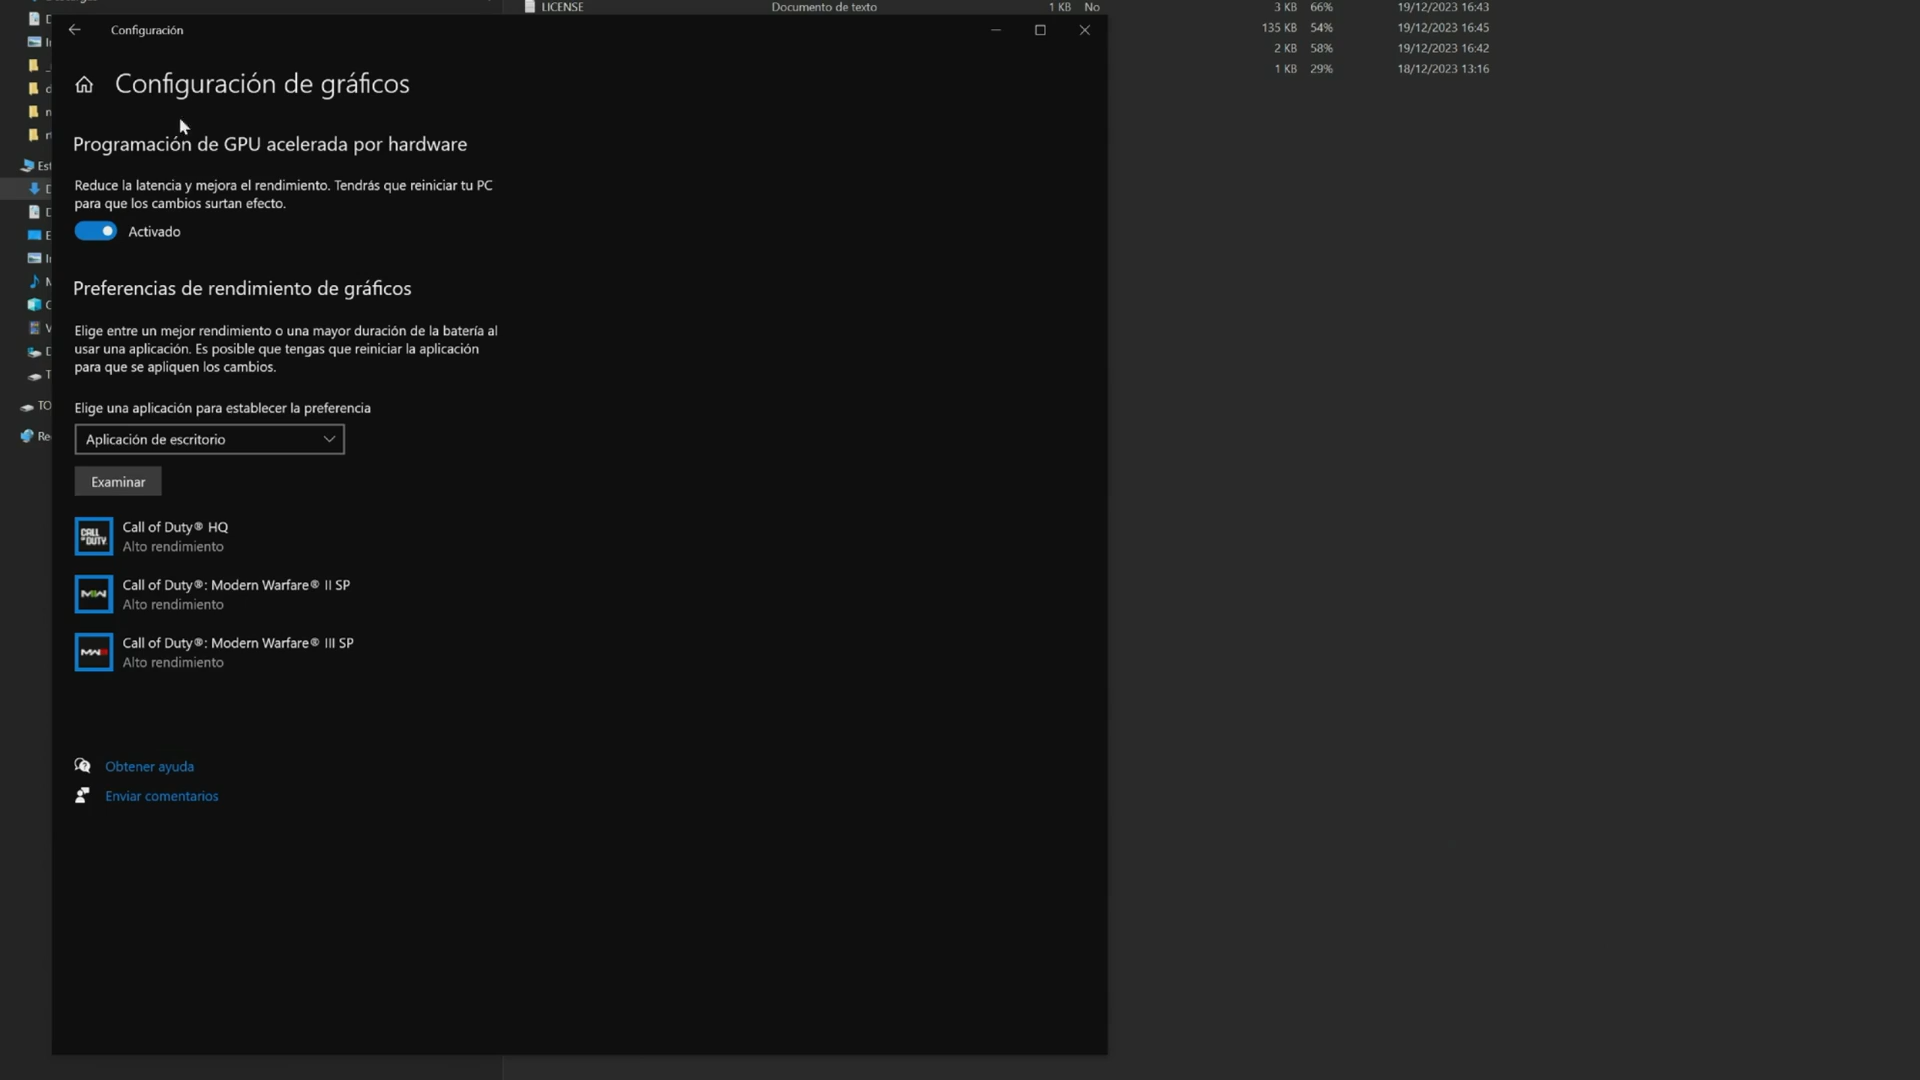 LICENSE Documento de texto 1 KB No 3 KB 66% 19/12/2023 16:43
135 KB 54% 19/12/2023 16:45
2 KB 58% 19/12/2023 16:42
1 KB 29% 18/12/2023 13:16
Configuración
Configuración de gráficos
Programación de GPU acelerada por hardware
Reduce la latencia y mejora el rendimiento. Tendrás que reiniciar tu PC
para que los cambios surtan efecto.
Activado
Preferencias de rendimiento de gráficos
Elige entre un mejor rendimiento o una mayor duración de la batería al
usar una aplicación. Es posible que tengas que reiniciar la aplicación
para que se apliquen los cambios.
Elige una aplicación para establecer la preferencia
Aplicación de escritorio
Examinar
CALL OF DUTY
Call of Duty® HQ
Alto rendimiento
MW
Call of Duty®: Modern Warfare® II SP
Alto rendimiento
Call of Duty®: Modern Warfare® III SP
Alto rendimiento
Obtener ayuda
Enviar comentarios
Est
TO
Re